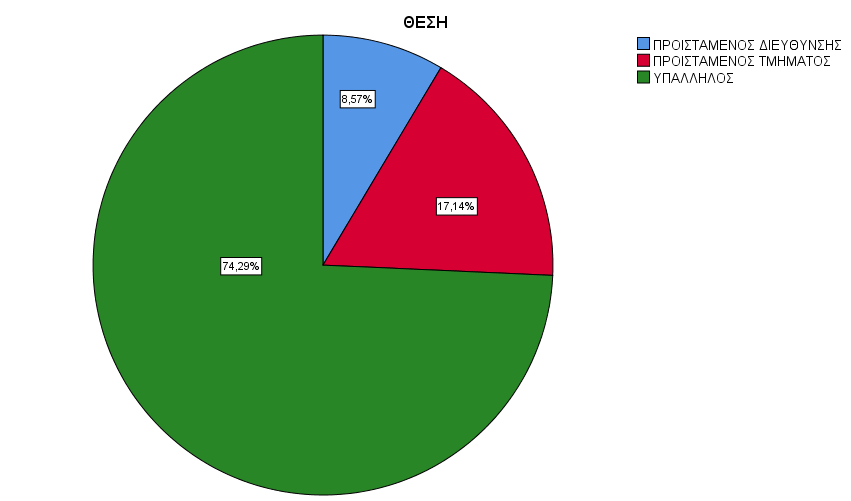 ΘΕΣΗ
ΠΡΟΙΣΤΑΜΕΝΟΣ ΔΙΕΥΘΥΝΣΗΣ
ΠΡΟΙΣΤΑΜΕΝΟΣ ΤΜΗΜΑΤΟΣ
ΥΠΑΛΛΗΛΟΣ
8,57%
17,14%
74,29%